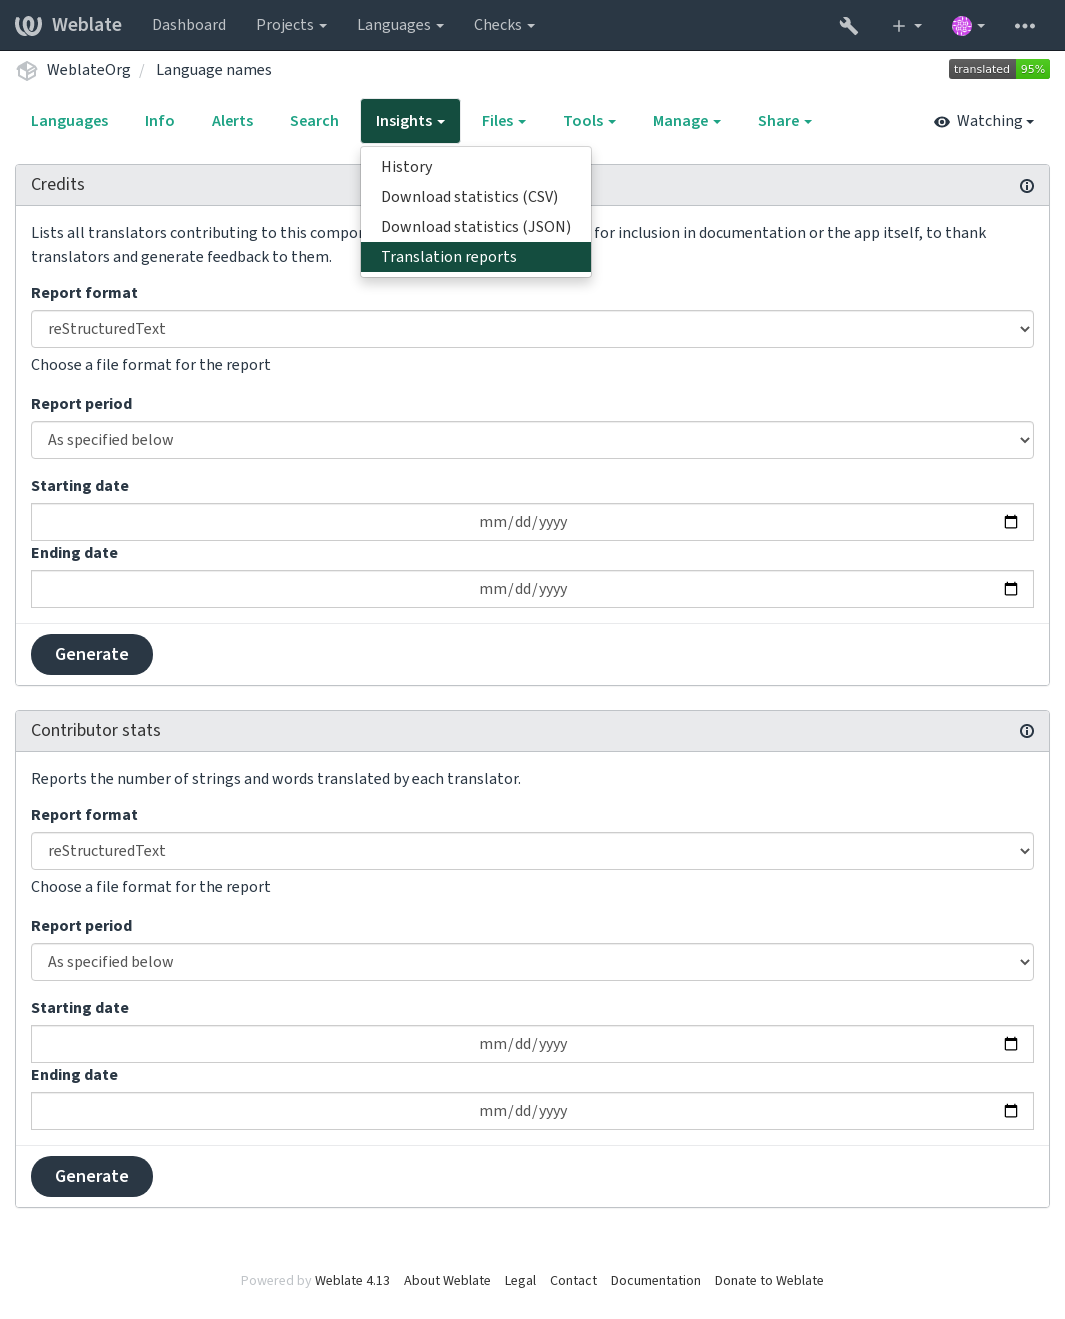 Weblate Dashboard Projects Languages Checks
WeblateOrg / Language names translated 95%
Languages Info Alerts Search Insights Files Tools Manage Share Watching
History
Download statistics (CSV)
Download statistics (JSON)
Translation reports
Credits
Lists all translators contributing to this compor for inclusion in documentation or the app itself, to thank
translators and generate feedback to them.
Report format
reStructuredText
Choose a file format for the report
Report period
As specified below
Starting date
mm/dd/yyyy
Ending date
mm/dd/yyyy
Generate
Contributor stats
Reports the number of strings and words translated by each translator.
Report format
reStructuredText
Choose a file format for the report
Report period
As specified below
Starting date
mm/dd/yyyy
Ending date
mm/dd/yyyy
Generate
Powered by Weblate 4.13 About Weblate Legal Contact Documentation Donate to Weblate